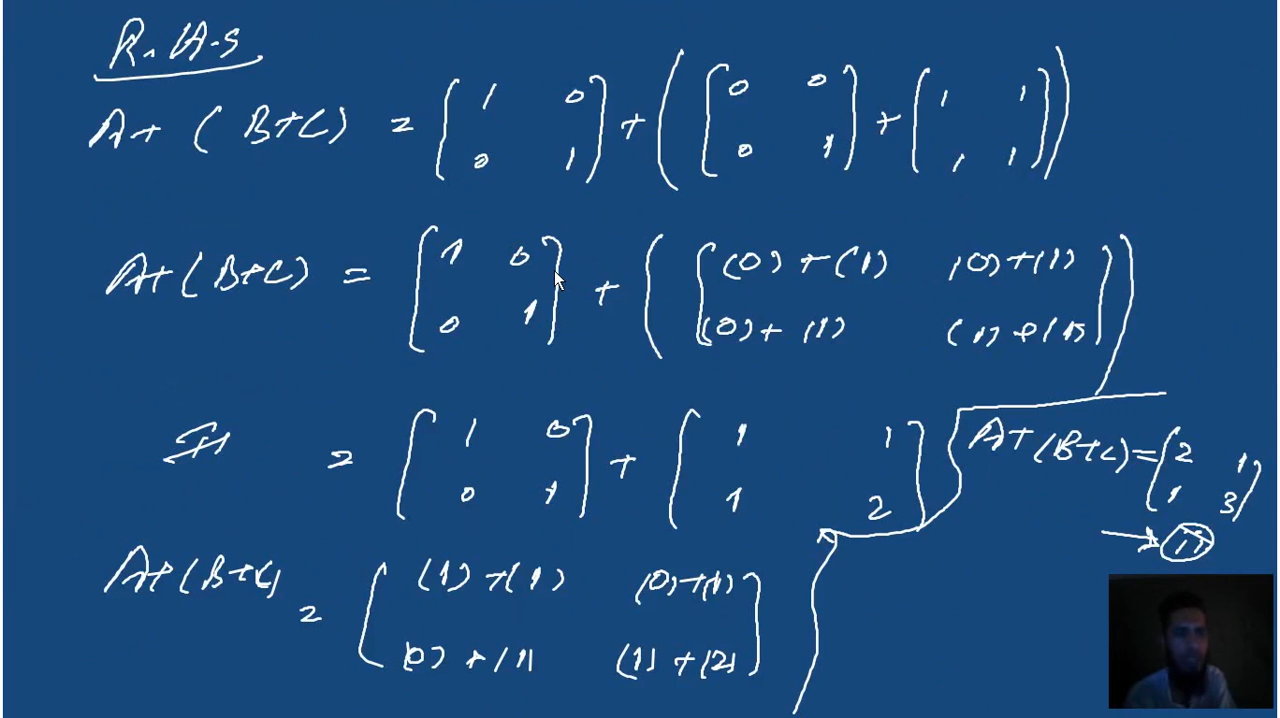 R.H.S
A+ (B+C) = [1 0 + ([0 0 + [1 1])
0 1] 0 1] 1 1]
A+(B+C) = [1 0 + ([(0)+(1) (0)+(1)
0 1] (0)+(1) (1)+(1)])
= [1 0 + [1 1
0 1] 1 2]
A+(B+C) = [2 1
1 3]
→ (ii)
A+(B+C) = [(1)+(1) (0)+(1)
(0)+(1) (1)+(2)]